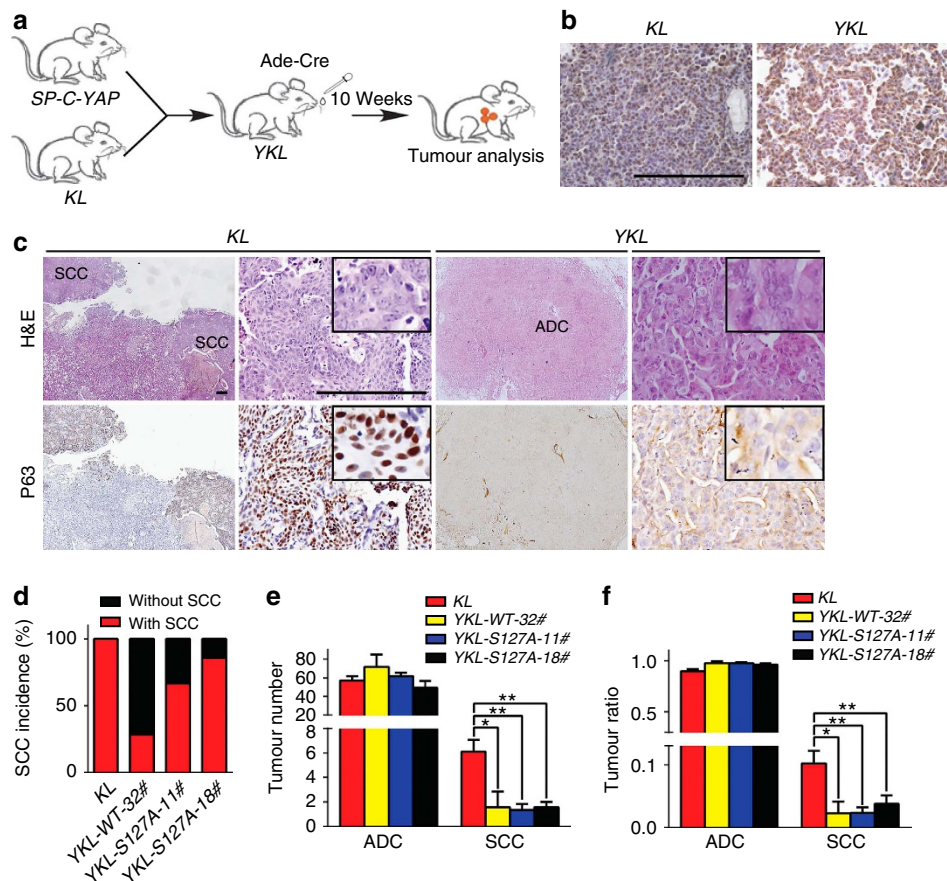 a
SP-C-YAP
KL
Ade-Cre
10 Weeks
YKL
Tumour analysis
b
KL
YKL
c
KL
YKL
H&E
SCC
SCC
ADC
P63
d
Without SCC
With SCC
SCC incidence (%)
100
50
0
KL
YKL-WT-32#
YKL-S127A-11#
YKL-S127A-18#
e
KL
YKL-WT-32#
YKL-S127A-11#
YKL-S127A-18#
Tumour number
100
80
60
40
20
8
6
4
2
0
**
**
*
ADC
SCC
f
KL
YKL-WT-32#
YKL-S127A-11#
YKL-S127A-18#
Tumour ratio
1.0
0.5
0.1
0.0
**
**
*
ADC
SCC